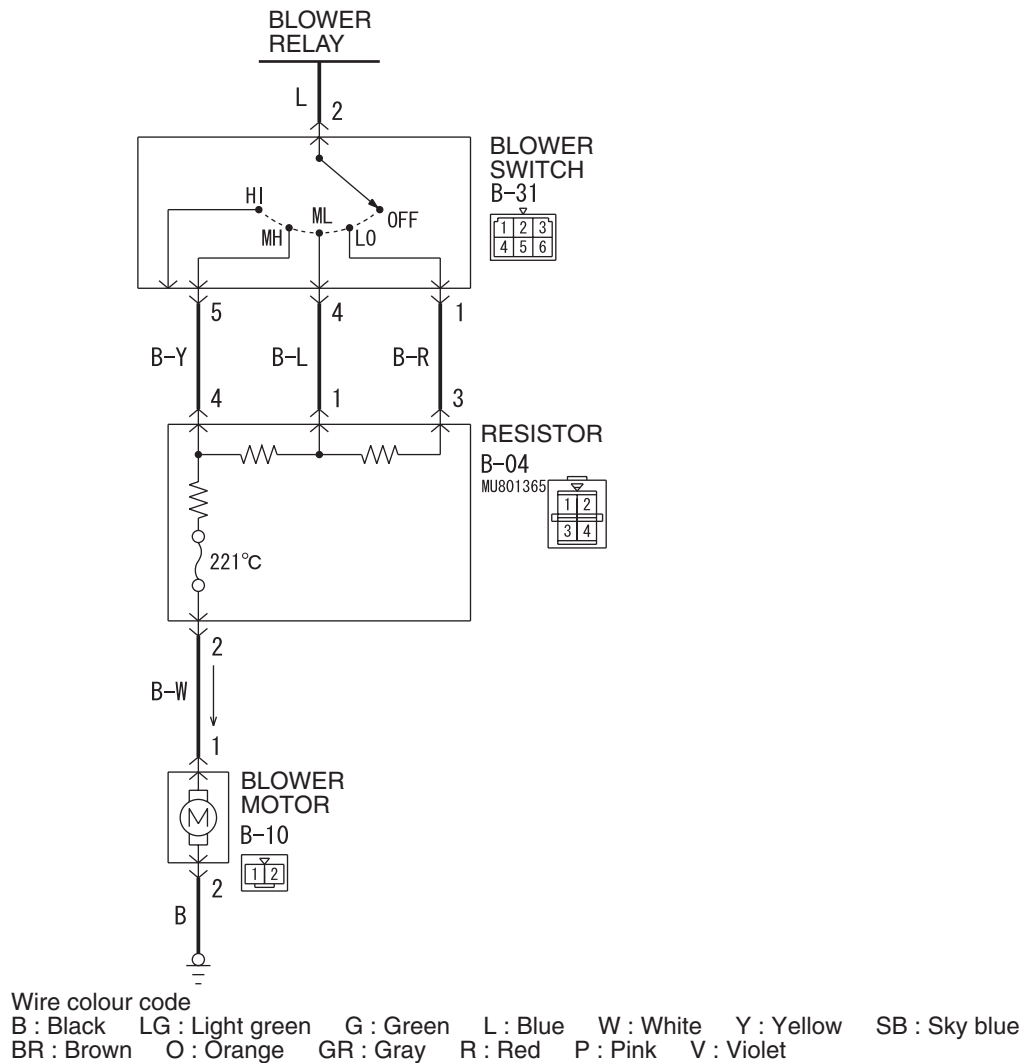 BLOWER
RELAY
L
2
BLOWER
SWITCH
B-31
1 2 3
4 5 6
HI
MH
ML
LO
OFF
5
4
1
B-Y
B-L
B-R
4
1
3
RESISTOR
B-04
MU801365
1 2
3 4
221℃
2
B-W
1
BLOWER
MOTOR
B-10
1 2
M
2
B
Wire colour code
B : Black LG : Light green G : Green L : Blue W : White Y : Yellow SB : Sky blue
BR : Brown O : Orange GR : Gray R : Red P : Pink V : Violet